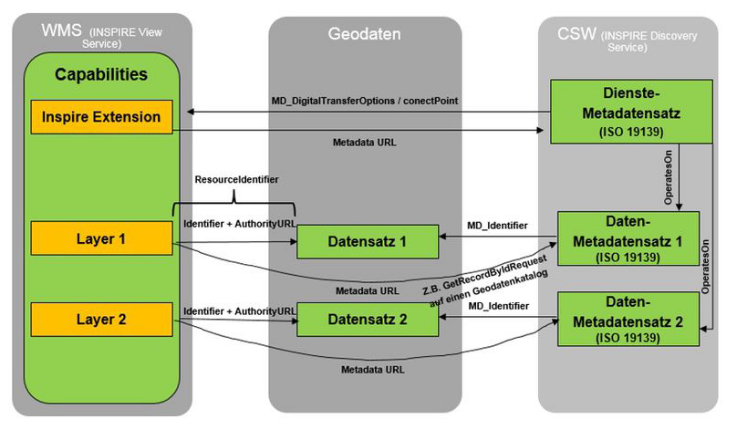 WMS (INSPIRE View
Service)
Geodaten
CSW (INSPIRE Discovery
Service)
Capabilities
Inspire Extension
MD_DigitalTransferOptions / conectPoint
Metadata URL
Dienste-
Metadatensatz
(ISO 19139)
OperatesOn
OperatesOn
ResourceIdentifier
Layer 1
Identifier + AuthorityURL
Datensatz 1
MD_Identifier
Daten-
Metadatensatz 1
(ISO 19139)
Metadata URL
Z.B. GetRecordByIdRequest
auf einen Geodatenkatalog
Layer 2
Identifier + AuthorityURL
Datensatz 2
MD_Identifier
Daten-
Metadatensatz 2
(ISO 19139)
Metadata URL